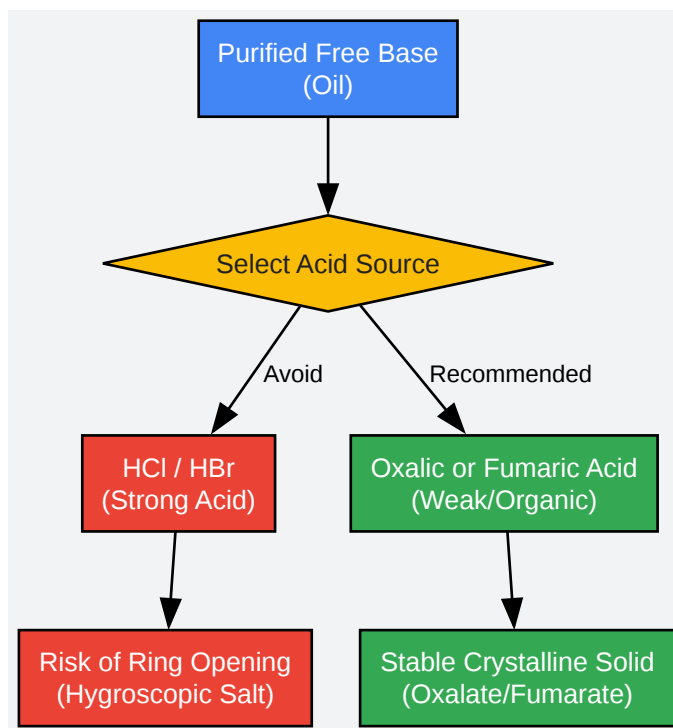 Purified Free Base
(Oil)
Select Acid Source
Avoid
Recommended
HCl / HBr
(Strong Acid)
Oxalic or Fumaric Acid
(Weak/Organic)
Risk of Ring Opening
(Hygroscopic Salt)
Stable Crystalline Solid
(Oxalate/Fumarate)